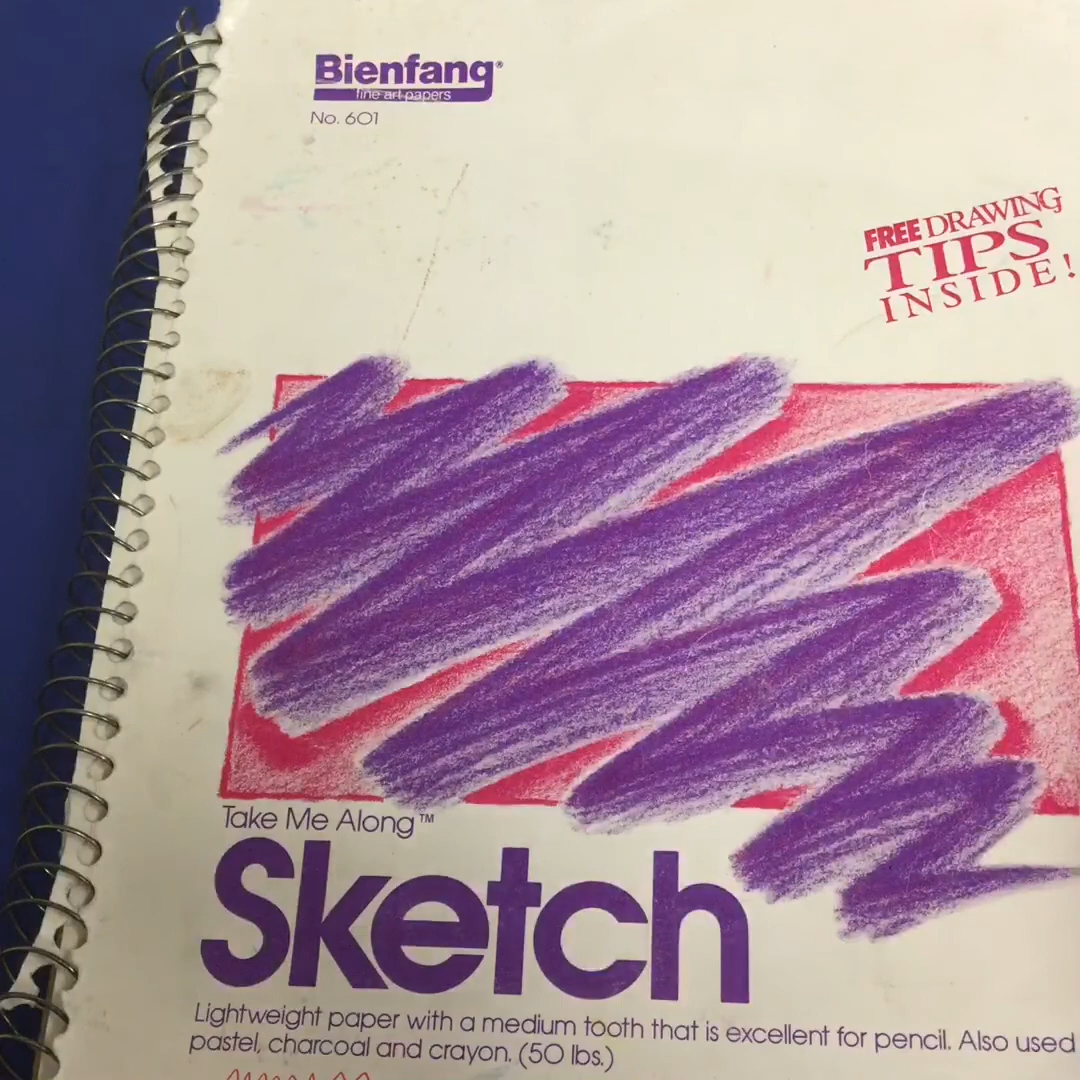 Bienfang®
fine art papers
No. 601
FREE DRAWING
TIPS
INSIDE!
Take Me Along™
Sketch
Lightweight paper with a medium tooth that is excellent for pencil. Also used
pastel, charcoal and crayon. (50 lbs.)